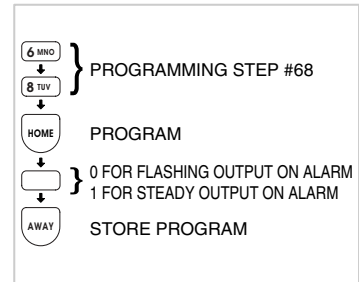 6 MNO
8 TUV
PROGRAMMING STEP #68
HOME
PROGRAM
0 FOR FLASHING OUTPUT ON ALARM
1 FOR STEADY OUTPUT ON ALARM
AWAY
STORE PROGRAM